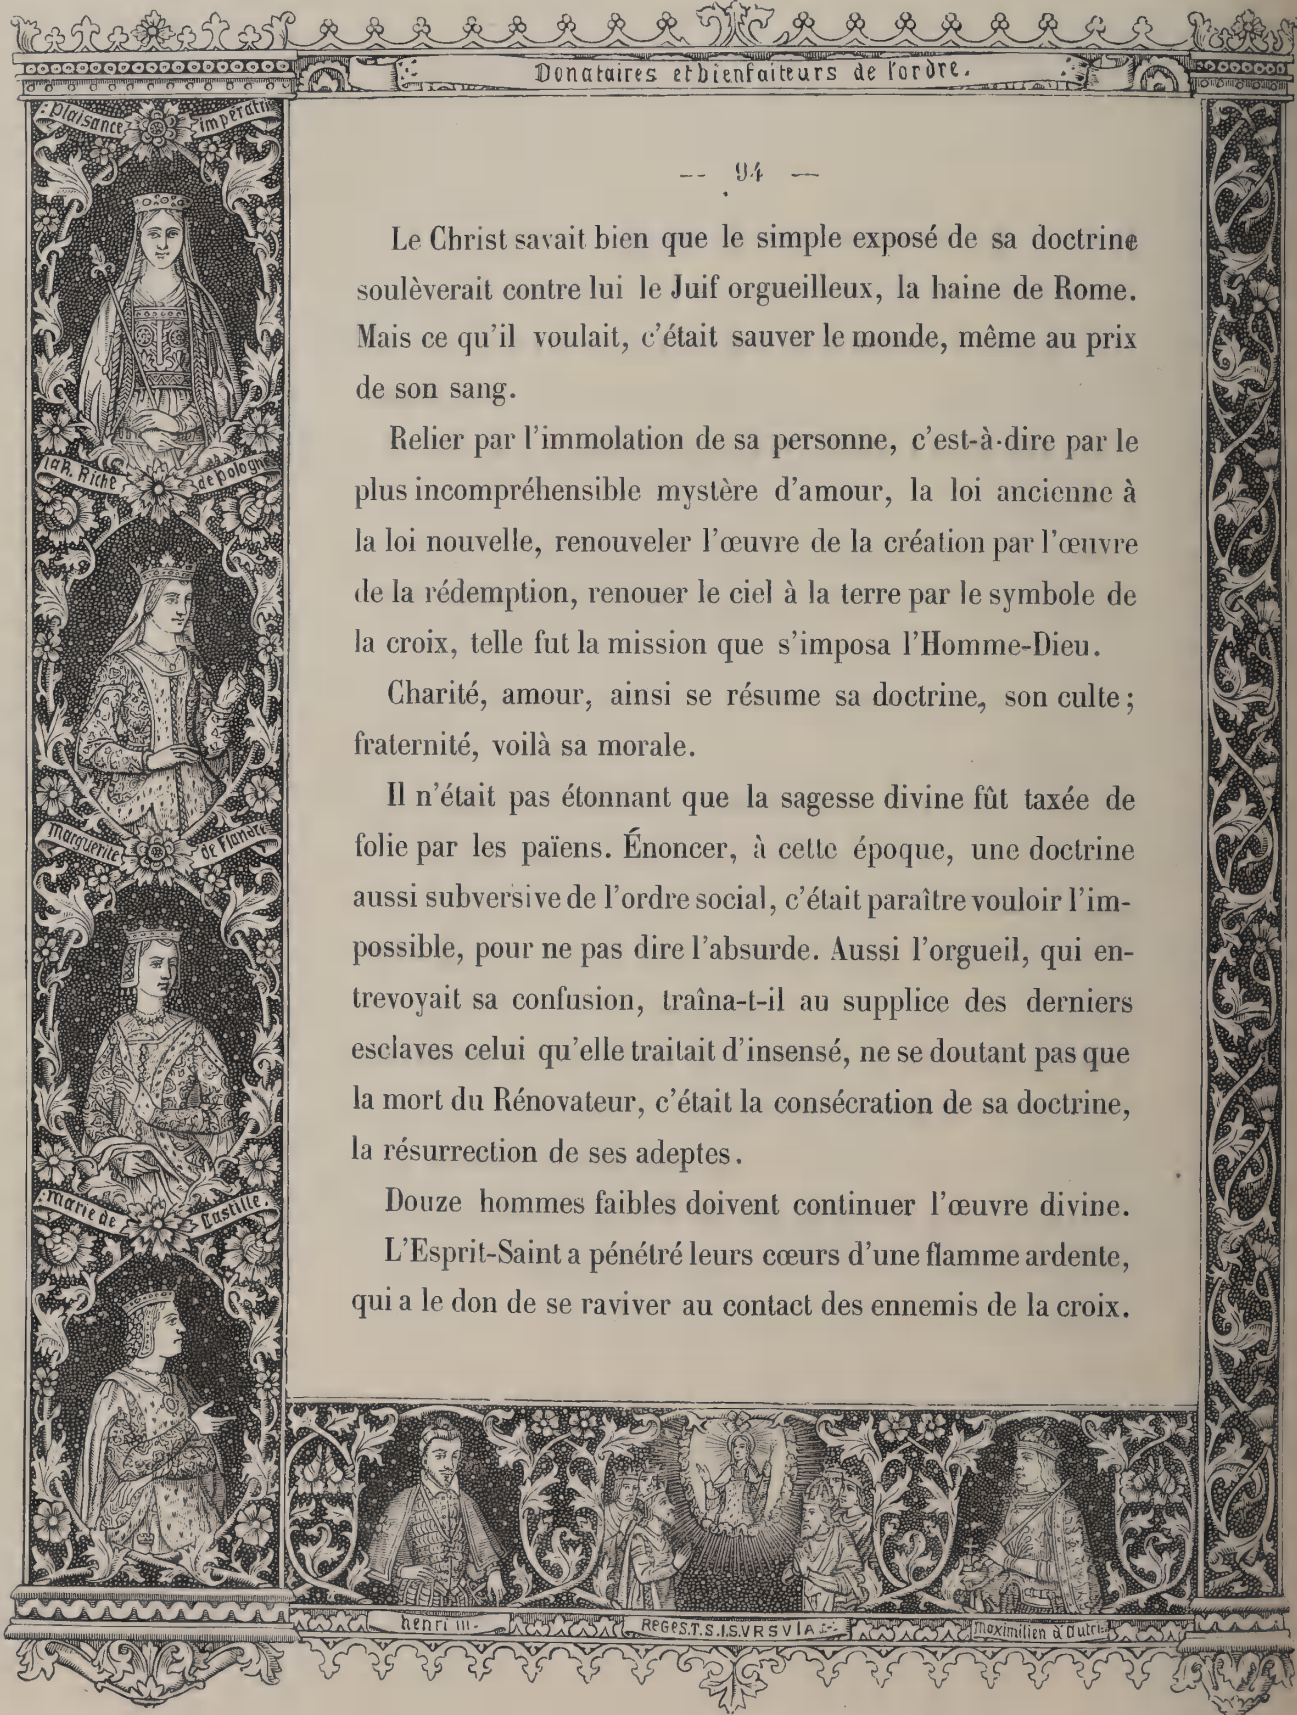 Donataires et bienfaiteurs de l'ordre.
Plaisance impératri
— 94 —
Le Christ savait bien que le simple exposé de sa doctrine
soulèverait contre lui le Juif orgueilleux, la haine de Rome.
Mais ce qu'il voulait, c'était sauver le monde, même au prix
de son sang.
Relier par l'immolation de sa personne, c'est-à-dire par le
plus incompréhensible mystère d'amour, la loi ancienne à
la loi nouvelle, renouveler l'œuvre de la création par l'œuvre
de la rédemption, renouer le ciel à la terre par le symbole de
la croix, telle fut la mission que s'imposa l'Homme-Dieu.
Charité, amour, ainsi se résume sa doctrine, son culte ;
fraternité, voilà sa morale.
Il n'était pas étonnant que la sagesse divine fût taxée de
folie par les païens. Énoncer, à cette époque, une doctrine
aussi subversive de l'ordre social, c'était paraître vouloir l'im-
possible, pour ne pas dire l'absurde. Aussi l'orgueil, qui en-
trevoyait sa confusion, traîna-t-il au supplice des derniers
esclaves celui qu'elle traitait d'insensé, ne se doutant pas que
la mort du Rénovateur, c'était la consécration de sa doctrine,
la résurrection de ses adeptes.
Douze hommes faibles doivent continuer l'œuvre divine.
L'Esprit-Saint a pénétré leurs cœurs d'une flamme ardente,
qui a le don de se raviver au contact des ennemis de la croix.
la R. Riche de pologne
Marguerite de Flandre
Marie de Castille.
henri III.
REGES.T.S.I.S.VRSVLA
Maximilien d'Autri.